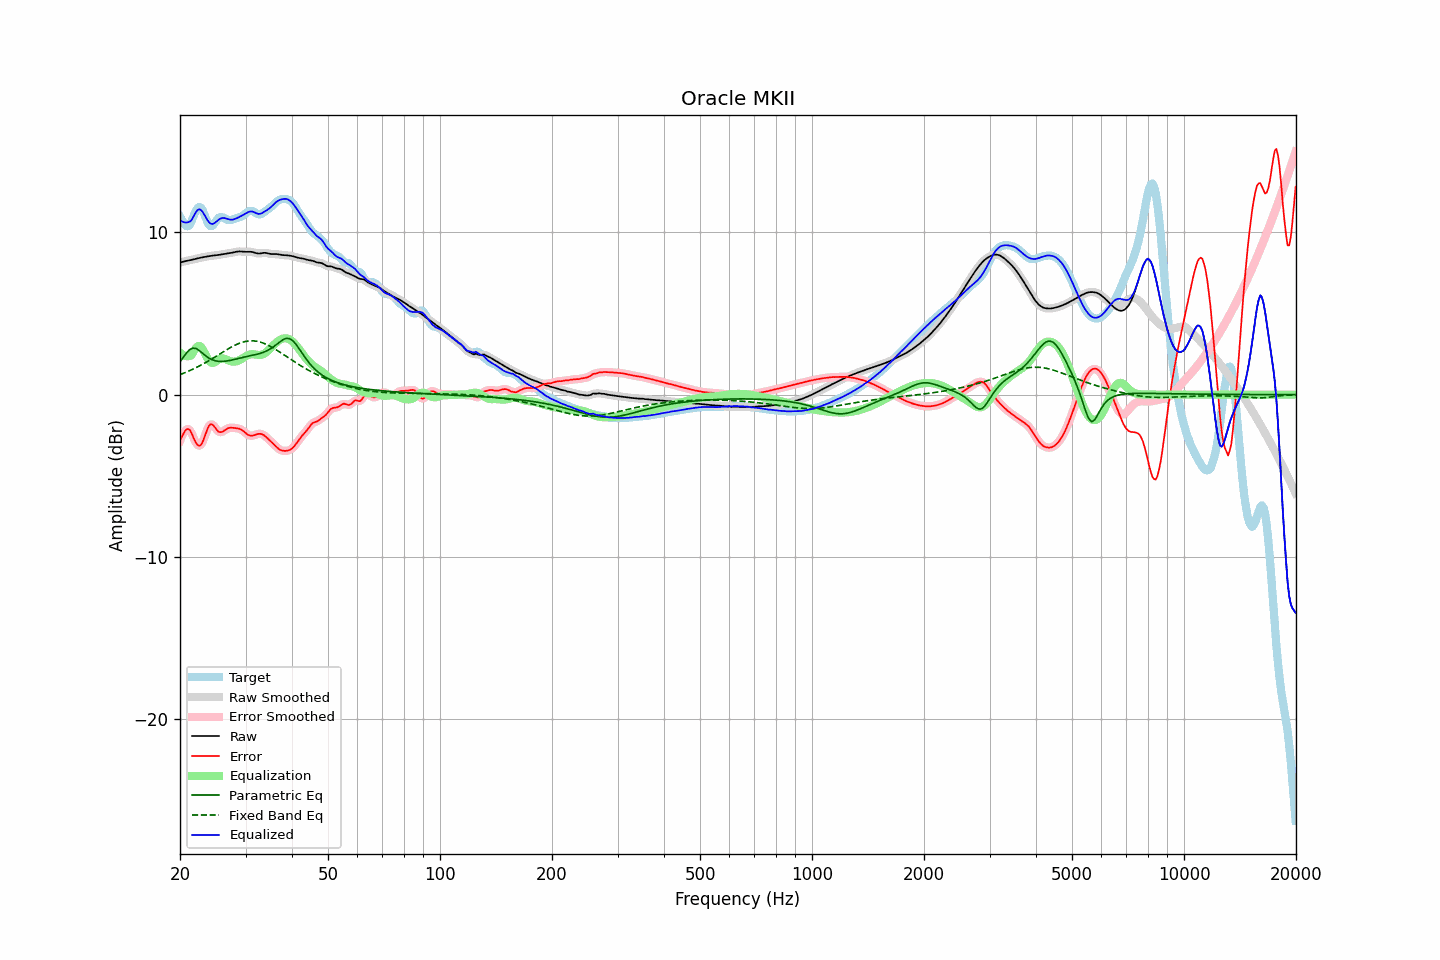 Oracle MKII
10
0
−10
−20
Amplitude (dBr)
Target
Raw Smoothed
Error Smoothed
Raw
Error
Equalization
Parametric Eq
Fixed Band Eq
Equalized
20 50 100 200 500 1000 2000 5000 10000 20000
Frequency (Hz)